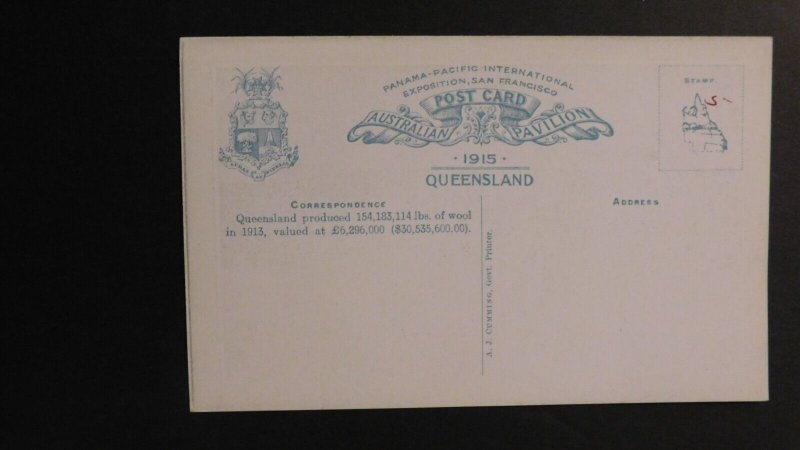 PANAMA-PACIFIC INTERNATIONAL
EXPOSITION, SAN FRANCISCO
POST CARD
AUSTRALIAN PAVILION
· 1915 ·
QUEENSLAND
STAMP
5-
CORRESPONDENCE
Queensland produced 154,183,114 lbs. of wool
in 1913, valued at £6,296,000 ($30,535,600.00).
ADDRESS
A. J. CUMMING, Govt. Printer.